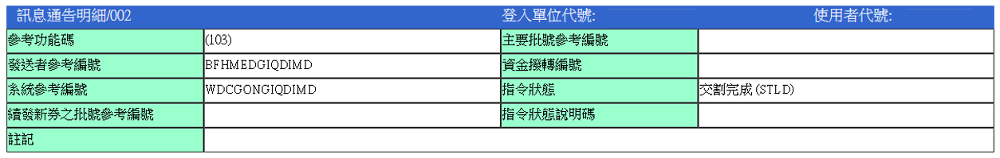 訊息通告明細/002 登入單位代號: 使用者代號:
參考功能碼 (103) 主要批號參考編號
發送者參考編號 BFHMEDGIQDIMD 資金撥轉編號
系統參考編號 WDCGONGIQDIMD 指令狀態 交割完成 (STLD)
續發新券之批號參考編號 指令狀態說明碼
註記